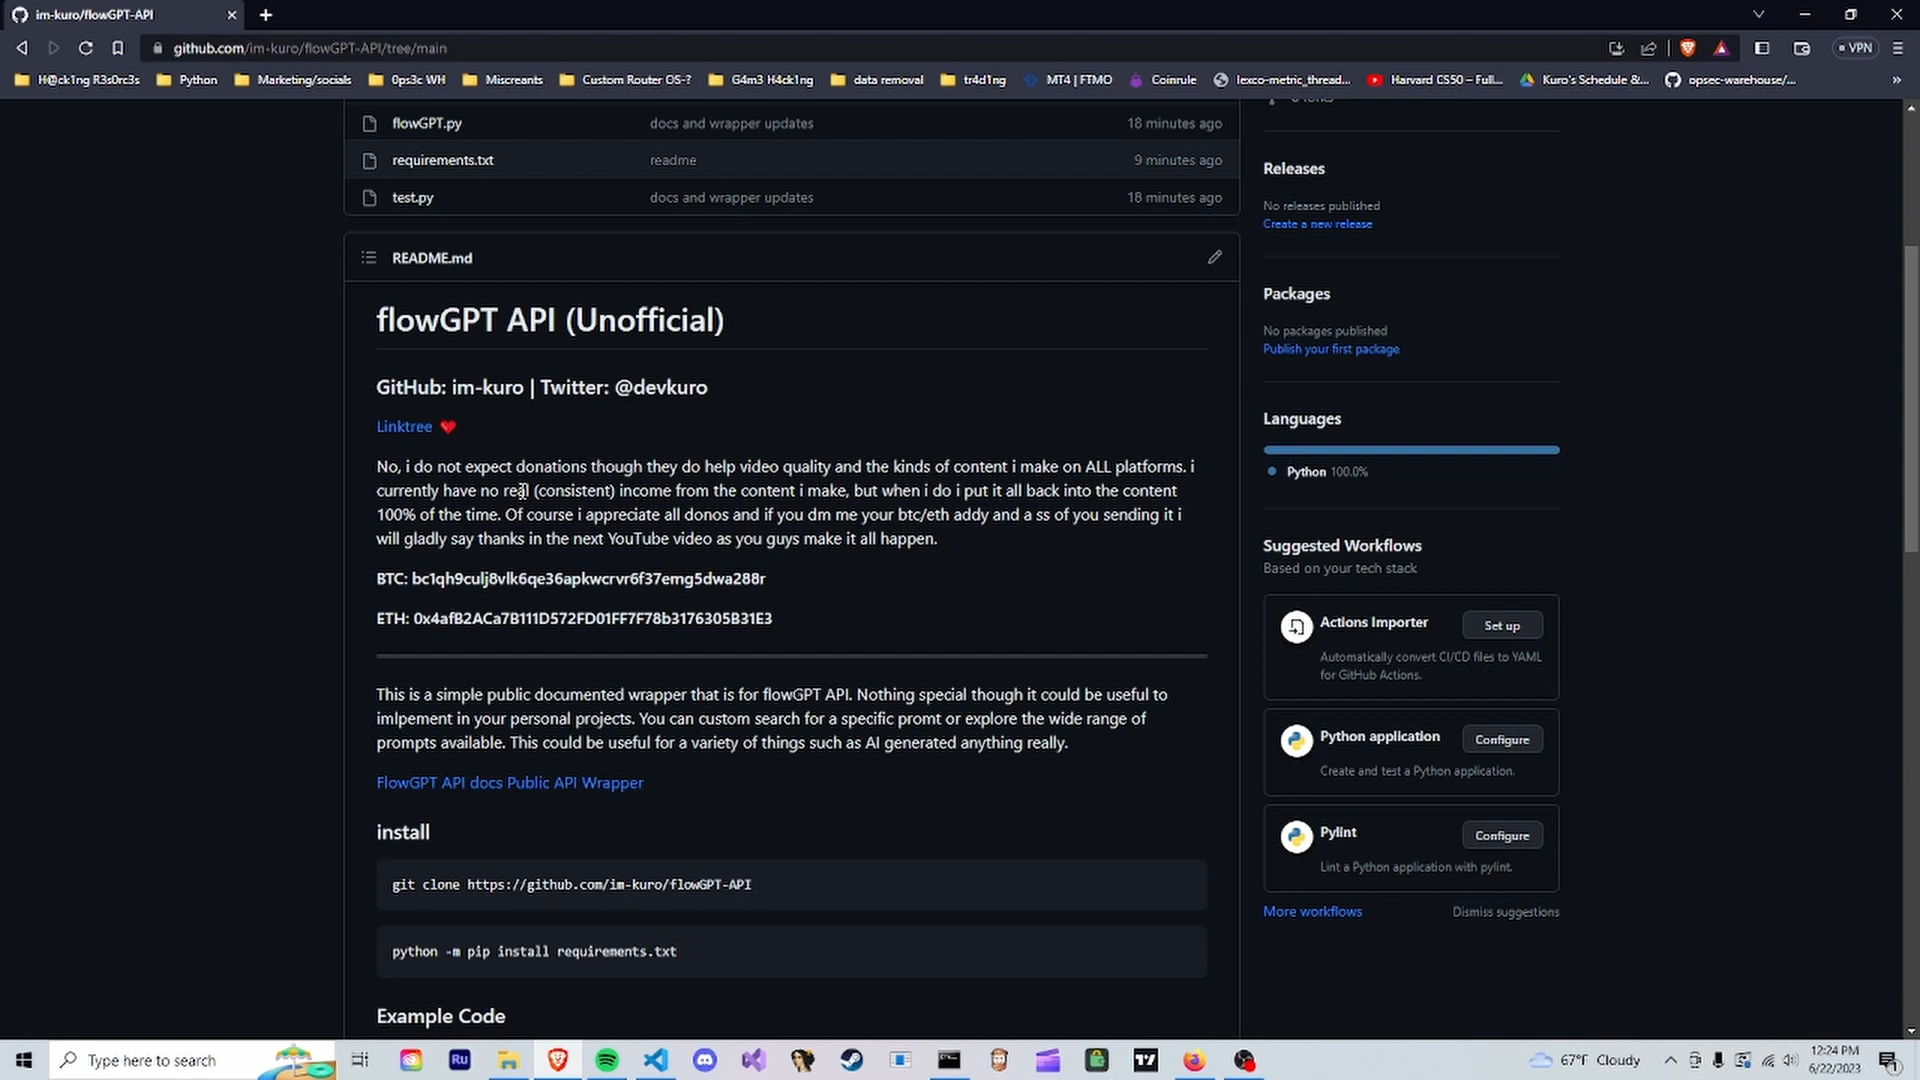 im-kuro/flowGPT-API
github.com/im-kuro/flowGPT-API/tree/main
VPN
H@ck1ng R3s0rc3s
Python
Marketing/socials
0ps3c WH
Miscreants
Custom Router OS-?
G4m3 H4ck1ng
data removal
tr4d1ng
MT4 | FTMO
Coinrule
lexco-metric_thread...
Harvard CS50 – Full...
Kuro's Schedule &...
opsec-warehouse/...
flowGPT.py docs and wrapper updates 18 minutes ago
requirements.txt readme 9 minutes ago
test.py docs and wrapper updates 18 minutes ago
README.md
flowGPT API (Unofficial)
GitHub: im-kuro | Twitter: @devkuro
Linktree ❤️
No, i do not expect donations though they do help video quality and the kinds of content i make on ALL platforms. i
currently have no real (consistent) income from the content i make, but when i do i put it all back into the content
100% of the time. Of course i appreciate all donos and if you dm me your btc/eth addy and a ss of you sending it i
will gladly say thanks in the next YouTube video as you guys make it all happen.
BTC: bc1qh9culj8vlk6qe36apkwcrvr6f37emg5dwa288r
ETH: 0x4afB2ACa7B111D572FD01FF7F78b3176305B31E3
This is a simple public documented wrapper that is for flowGPT API. Nothing special though it could be useful to
imlpement in your personal projects. You can custom search for a specific promt or explore the wide range of
prompts available. This could be useful for a variety of things such as AI generated anything really.
FlowGPT API docs Public API Wrapper
install
git clone https://github.com/im-kuro/flowGPT-API
python -m pip install requirements.txt
Example Code
Releases
No releases published
Create a new release
Packages
No packages published
Publish your first package
Languages
Python 100.0%
Suggested Workflows
Based on your tech stack
Actions Importer
Set up
Automatically convert CI/CD files to YAML
for GitHub Actions.
Python application
Configure
Create and test a Python application.
Pylint
Configure
Lint a Python application with pylint.
More workflows
Dismiss suggestions
Type here to search
Ru
67°F Cloudy
12:24 PM
6/22/2023